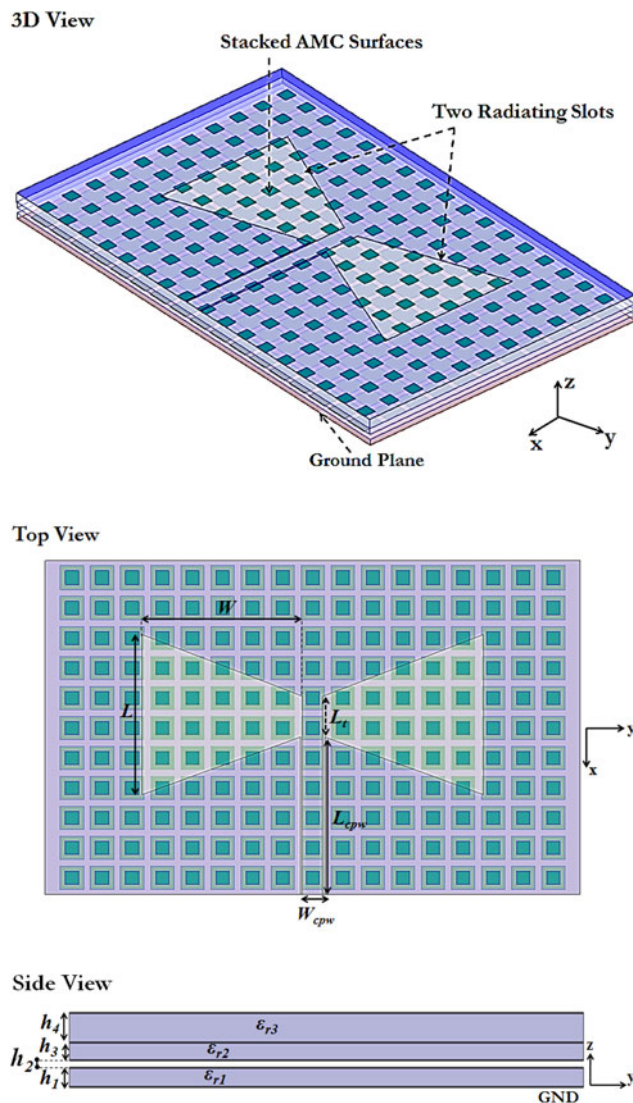 3D View
Stacked AMC Surfaces
Two Radiating Slots
z
x
y
Ground Plane
Top View
W
L
Lt
y
x
Lcpw
Wcpw
Side View
h4
εr3
h3
εr2
z
h2
h1
εr1
y
GND